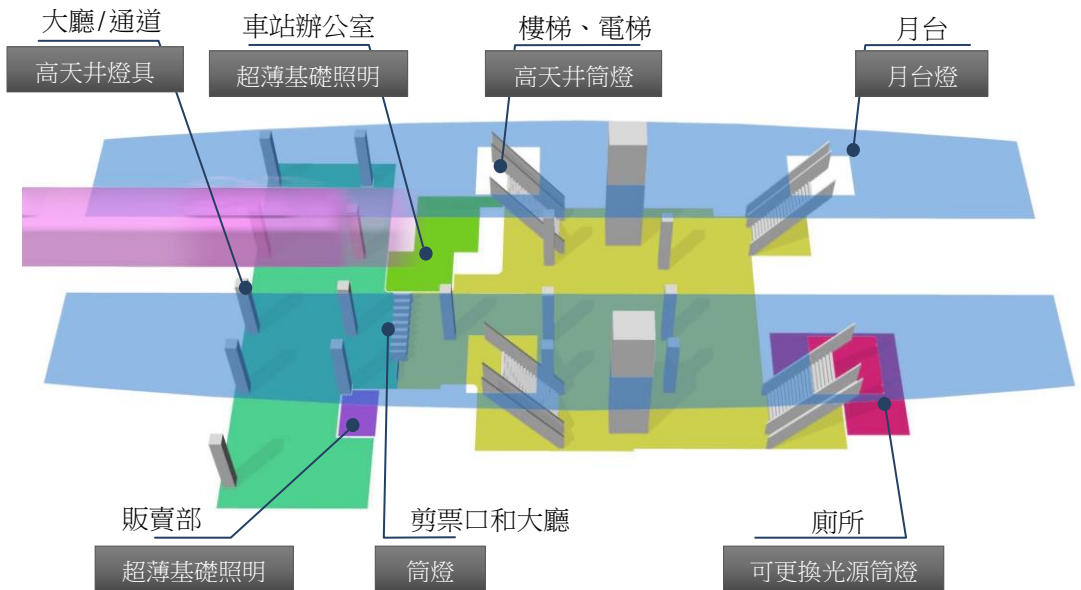 大廳/通道
高天井燈具
車站辦公室
超薄基礎照明
樓梯、電梯
高天井筒燈
月台
月台燈
販賣部
超薄基礎照明
剪票口和大廳
筒燈
廁所
可更換光源筒燈